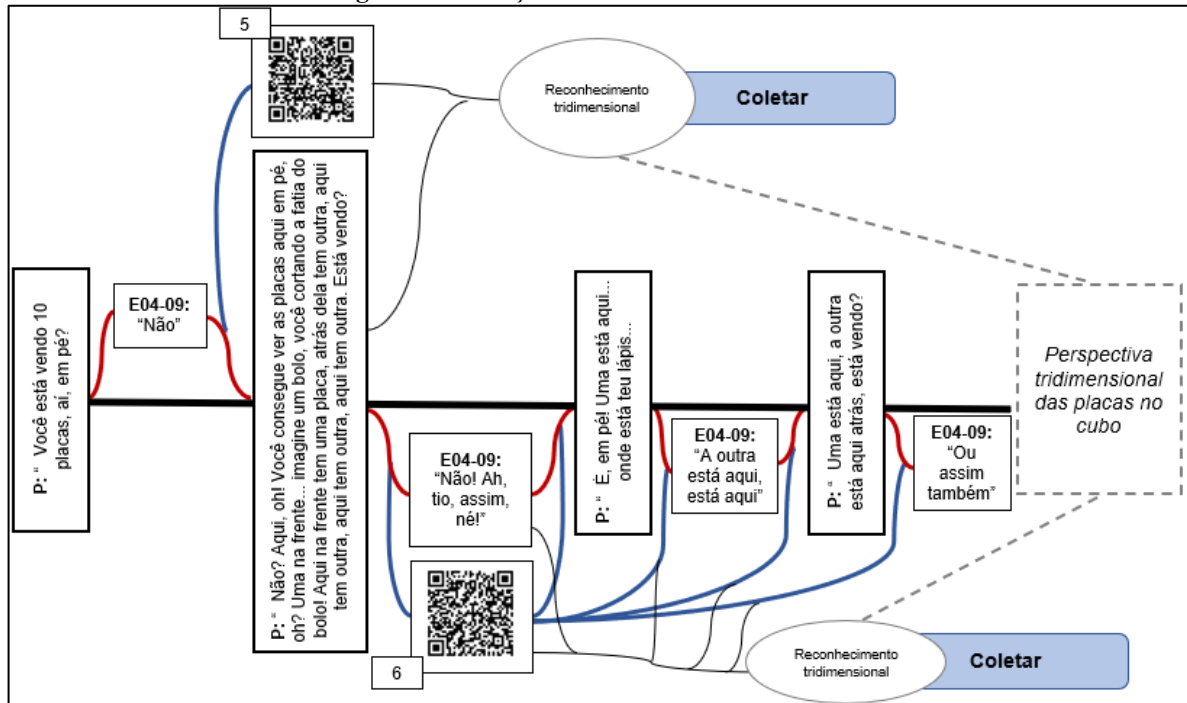 5
Reconhecimento
tridimensional
Coletar
P: “ Você está vendo 10
placas, aí, em pé?
E04-09:
“Não”
P: “ Não? Aqui, oh! Você consegue ver as placas aqui em pé,
oh? Uma na frente... imagine um bolo, você cortando a fatia do
bolo! Aqui na frente tem uma placa, atrás dela tem outra, aqui
tem outra, aqui tem outra, aqui tem outra. Está vendo?
E04-09:
“Não! Ah,
tio, assim,
né!”
6
P: “ É, em pé! Uma está aqui...
onde está teu lápis...
E04-09:
“A outra
está aqui,
está aqui”
P: “ Uma está aqui, a outra
está aqui atrás, está vendo?
E04-09:
“Ou
assim
também”
Perspectiva
tridimensional
das placas no
cubo
Reconhecimento
tridimensional
Coletar